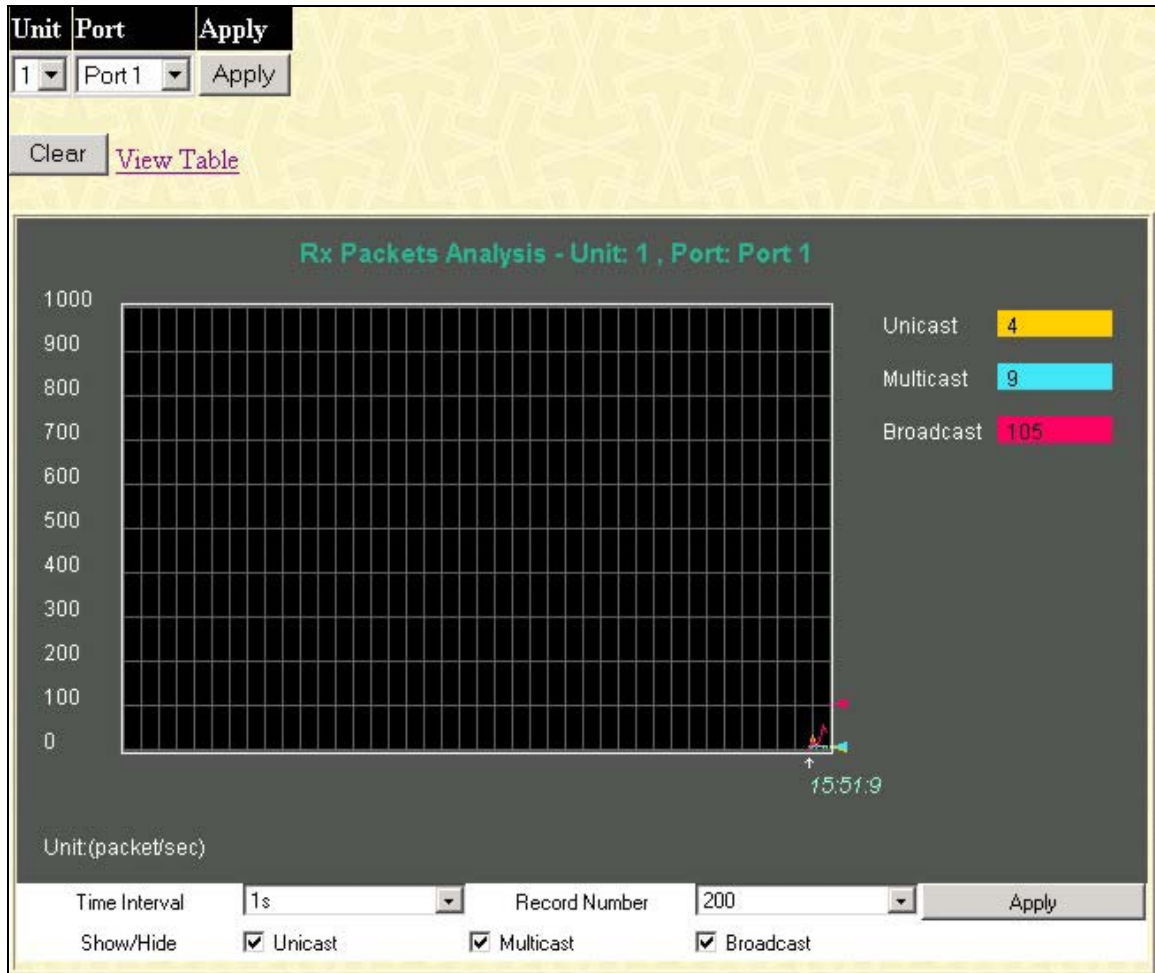 Unit Port Apply
1 Port 1 Apply
Clear View Table
Rx Packets Analysis - Unit: 1 , Port: Port 1
1000
900
800
700
600
500
400
300
200
100
0
Unicast 4
Multicast 9
Broadcast 105
15:51:9
Unit:(packet/sec)
Time Interval 1s Record Number 200 Apply
Show/Hide Unicast Multicast Broadcast